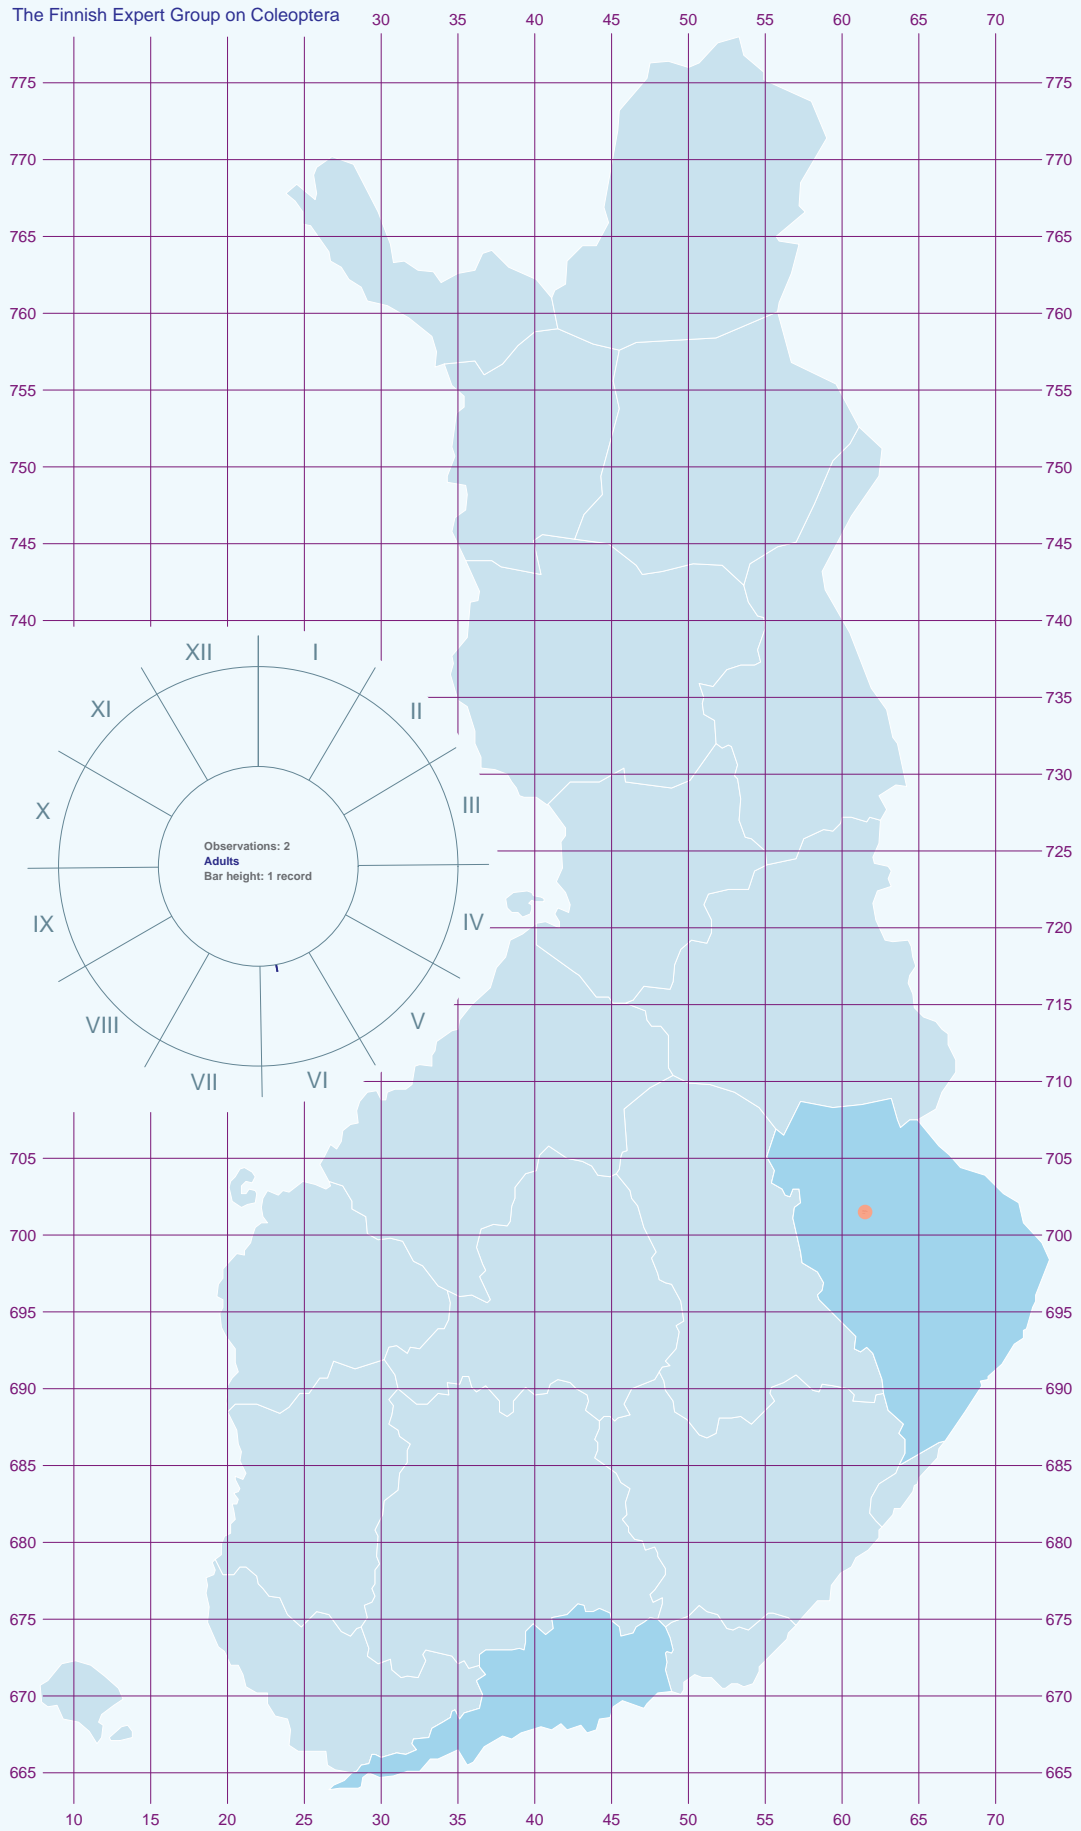 The Finnish Expert Group on Coleoptera
30 35 40 45 50 55 60 65 70
775 775
770 770
765 765
760 760
755 755
750 750
745 745
740 740
XII I
XI II
735
730
X III
725
Observations: 2
Adults
Bar height: 1 record
IX IV
720
715
VIII V
VII VI
710
705 705
700 700
695 695
690 690
685 685
680 680
675 675
670 670
665 665
10 15 20 25 30 35 40 45 50 55 60 65 70